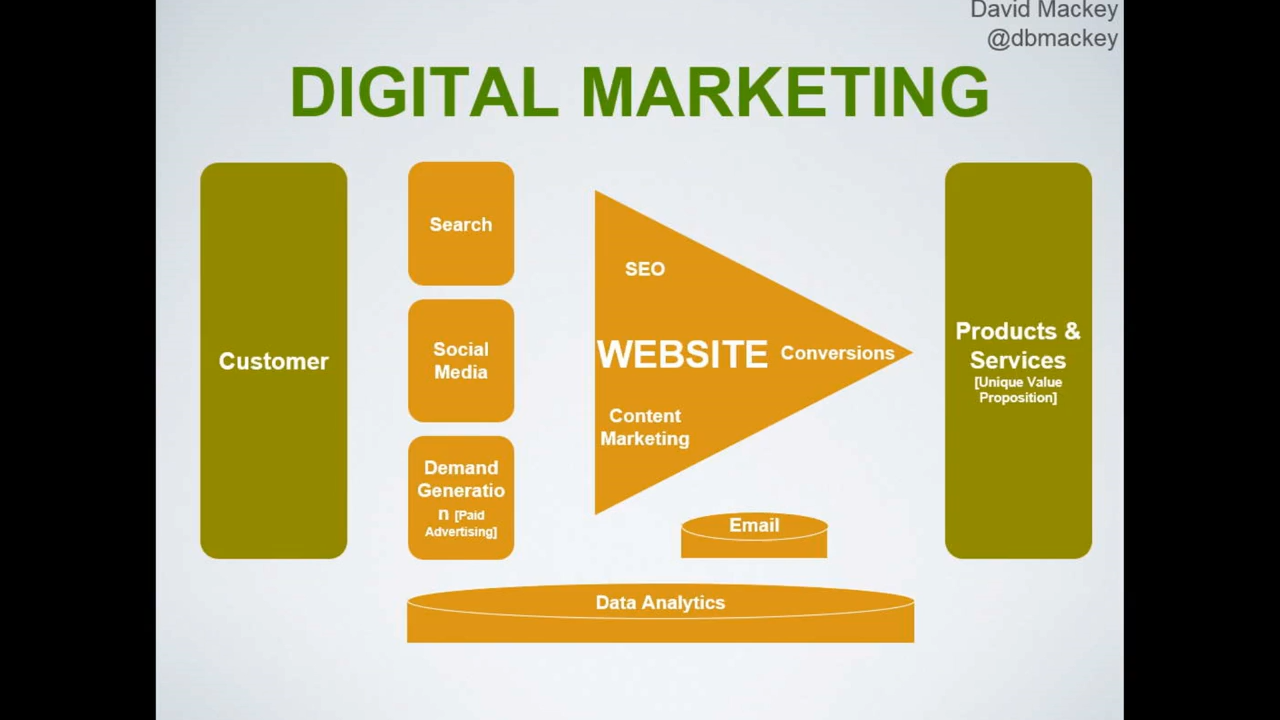 David Mackey
@dbmackey
DIGITAL MARKETING
Customer
Search
Social
Media
Demand
Generatio
n [Paid
Advertising]
SEO
WEBSITE
Conversions
Content
Marketing
Email
Data Analytics
Products &
Services
[Unique Value
Proposition]